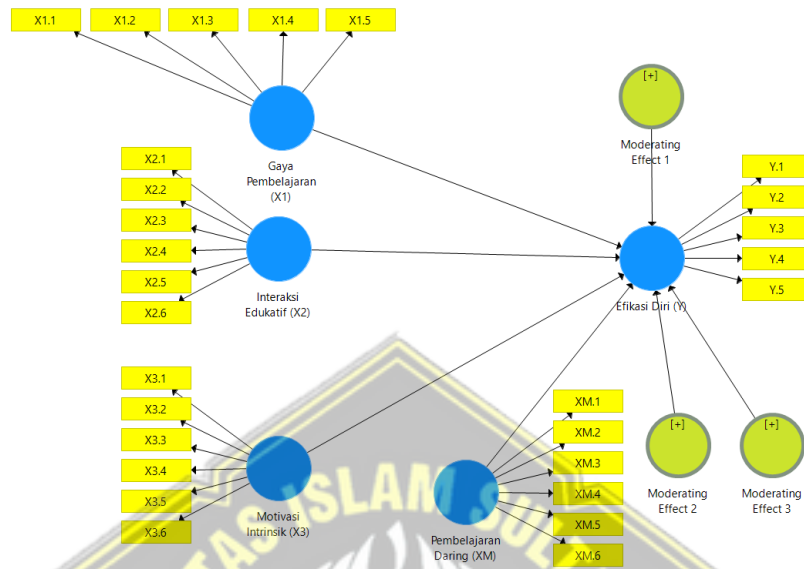 X1.1
X1.2
X1.3
X1.4
X1.5
Gaya
Pembelajaran
(X1)
[+]
Moderating
Effect 1
X2.1
X2.2
X2.3
X2.4
X2.5
X2.6
Interaksi
Edukatif (X2)
Y.1
Y.2
Y.3
Y.4
Y.5
Efikasi Diri (Y)
X3.1
X3.2
X3.3
X3.4
X3.5
X3.6
Motivasi
Intrinsik (X3)
XM.1
XM.2
XM.3
XM.4
XM.5
XM.6
Pembelajaran
Daring (XM)
[+]
Moderating
Effect 2
[+]
Moderating
Effect 3
ISLAM